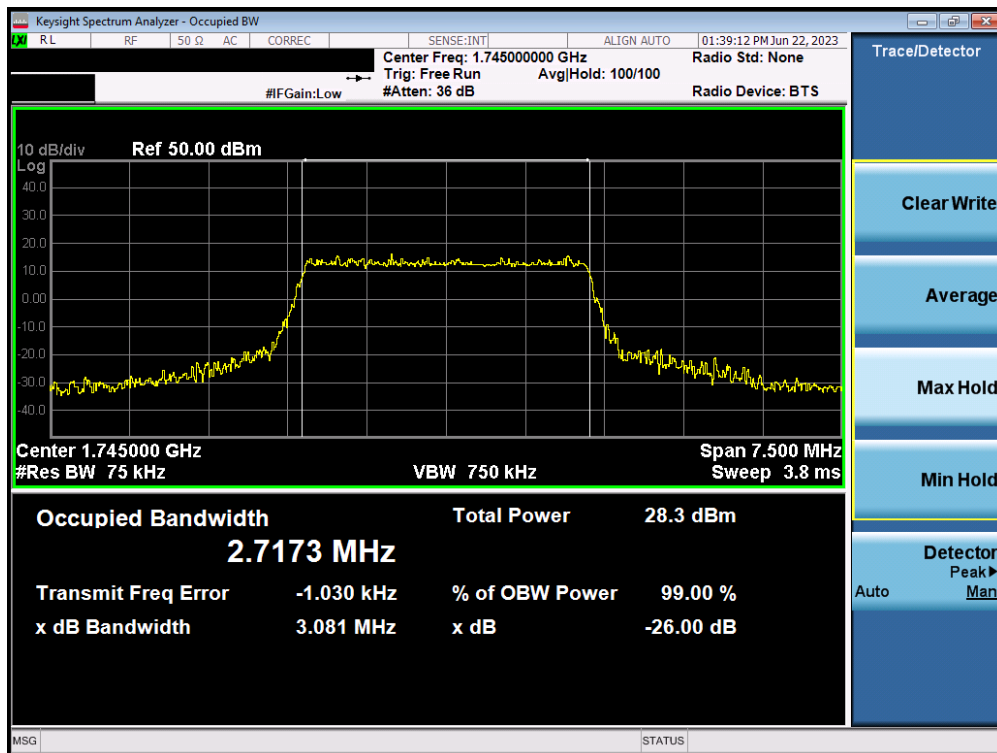 Keysight Spectrum Analyzer - Occupied BW
LXI RL RF 50 Ω AC CORREC SENSE:INT ALIGN AUTO 01:39:12 PM Jun 22, 2023
Center Freq: 1.745000000 GHz Radio Std: None
Trig: Free Run Avg|Hold: 100/100
#IFGain:Low #Atten: 36 dB Radio Device: BTS
Trace/Detector
10 dB/div Ref 50.00 dBm
Log
40.0
30.0
20.0
10.0
0.00
-10.0
-20.0
-30.0
-40.0
Center 1.745000 GHz Span 7.500 MHz
#Res BW 75 kHz VBW 750 kHz Sweep 3.8 ms
Occupied Bandwidth Total Power 28.3 dBm
2.7173 MHz
Transmit Freq Error -1.030 kHz % of OBW Power 99.00 %
x dB Bandwidth 3.081 MHz x dB -26.00 dB
Clear Write
Average
Max Hold
Min Hold
Detector
Peak▶
Auto Man
MSG STATUS